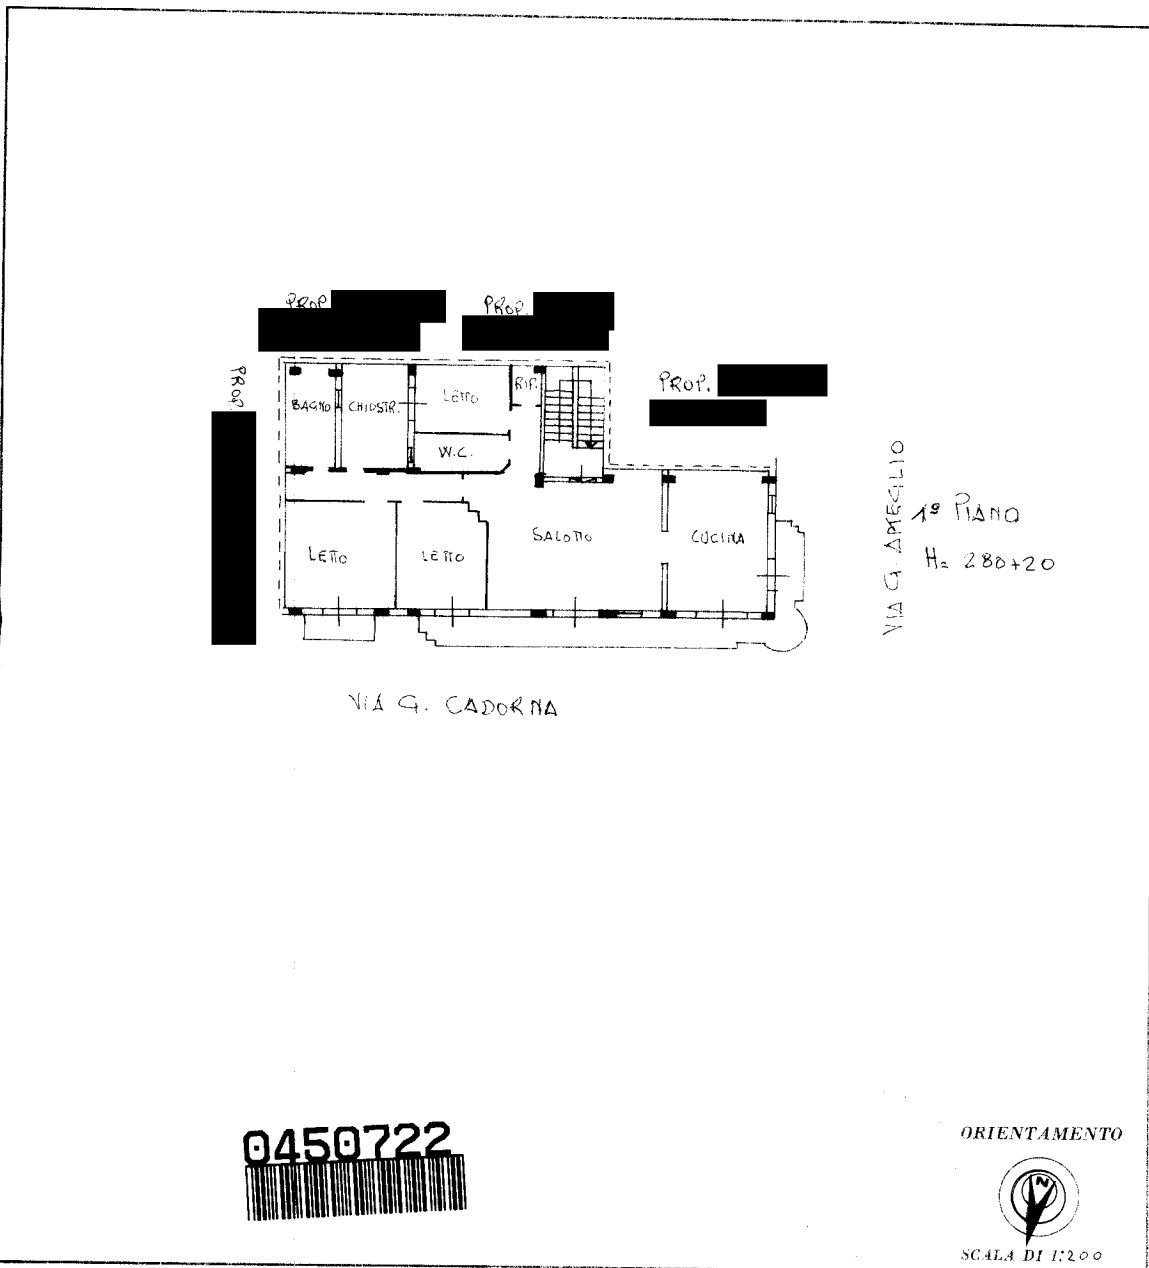 PROP.
PROP.
PROP.
PROP.
BAGNO
CHIOSTR.
LETTO
RIP.
W.C.
LETTO
LETTO
SALOTTO
CUCINA
VIA G. AMEGLIO
1º PIANO
H= 280+20
VIA G. CADORNA
0450722
ORIENTAMENTO
N
SCALA DI 1:200